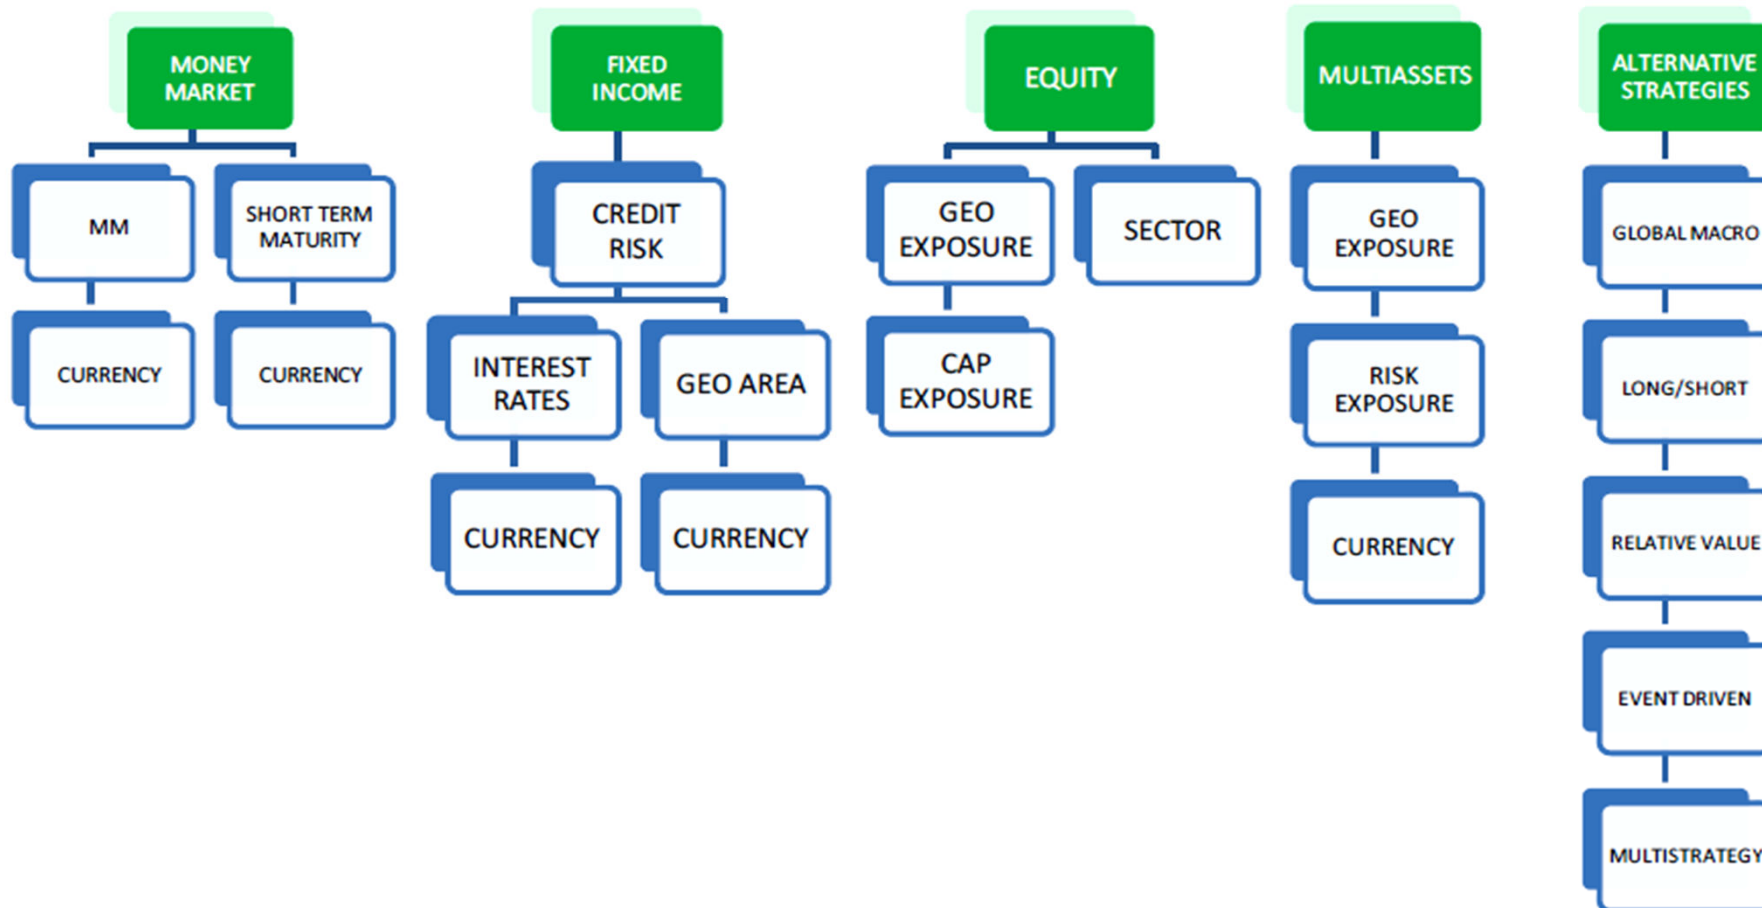 MONEY
MARKET
MM
SHORT TERM
MATURITY
CURRENCY
CURRENCY
FIXED
INCOME
CREDIT
RISK
INTEREST
RATES
GEO AREA
CURRENCY
CURRENCY
EQUITY
GEO
EXPOSURE
SECTOR
CAP
EXPOSURE
MULTIASSETS
GEO
EXPOSURE
RISK
EXPOSURE
CURRENCY
ALTERNATIVE
STRATEGIES
GLOBAL MACRO
LONG/SHORT
RELATIVE VALUE
EVENT DRIVEN
MULTISTRATEGY